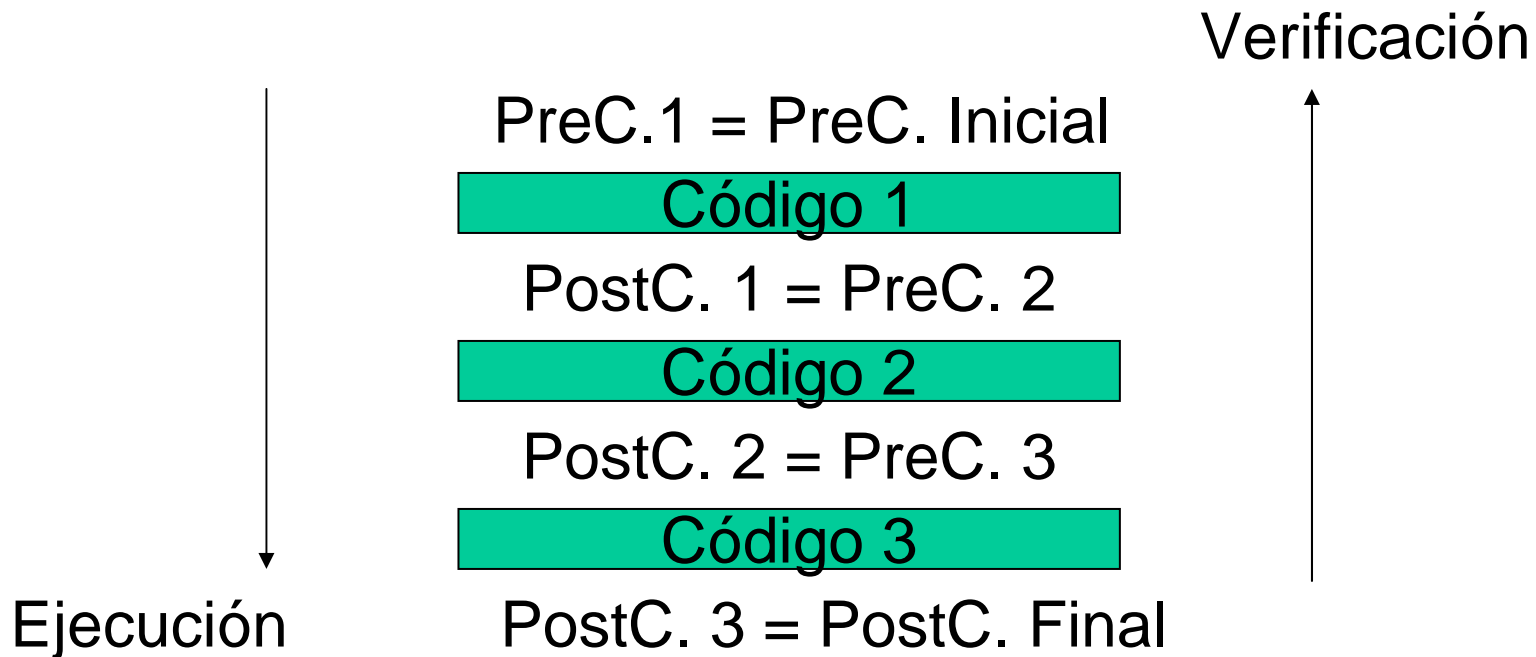 Verificación
PreC.1 = PreC. Inicial
Código 1
PostC. 1 = PreC. 2
Código 2
PostC. 2 = PreC. 3
Código 3
Ejecución
PostC. 3 = PostC. Final